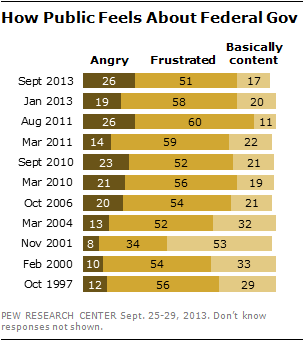 How Public Feels About Federal Gov
Angry Frustrated Basically content
Sept 2013 26 51 17
Jan 2013 19 58 20
Aug 2011 26 60 11
Mar 2011 14 59 22
Sept 2010 23 52 21
Mar 2010 21 56 19
Oct 2006 20 54 21
Mar 2004 13 52 32
Nov 2001 8 34 53
Feb 2000 10 54 33
Oct 1997 12 56 29
PEW RESEARCH CENTER Sept. 25-29, 2013. Don't know
responses not shown.